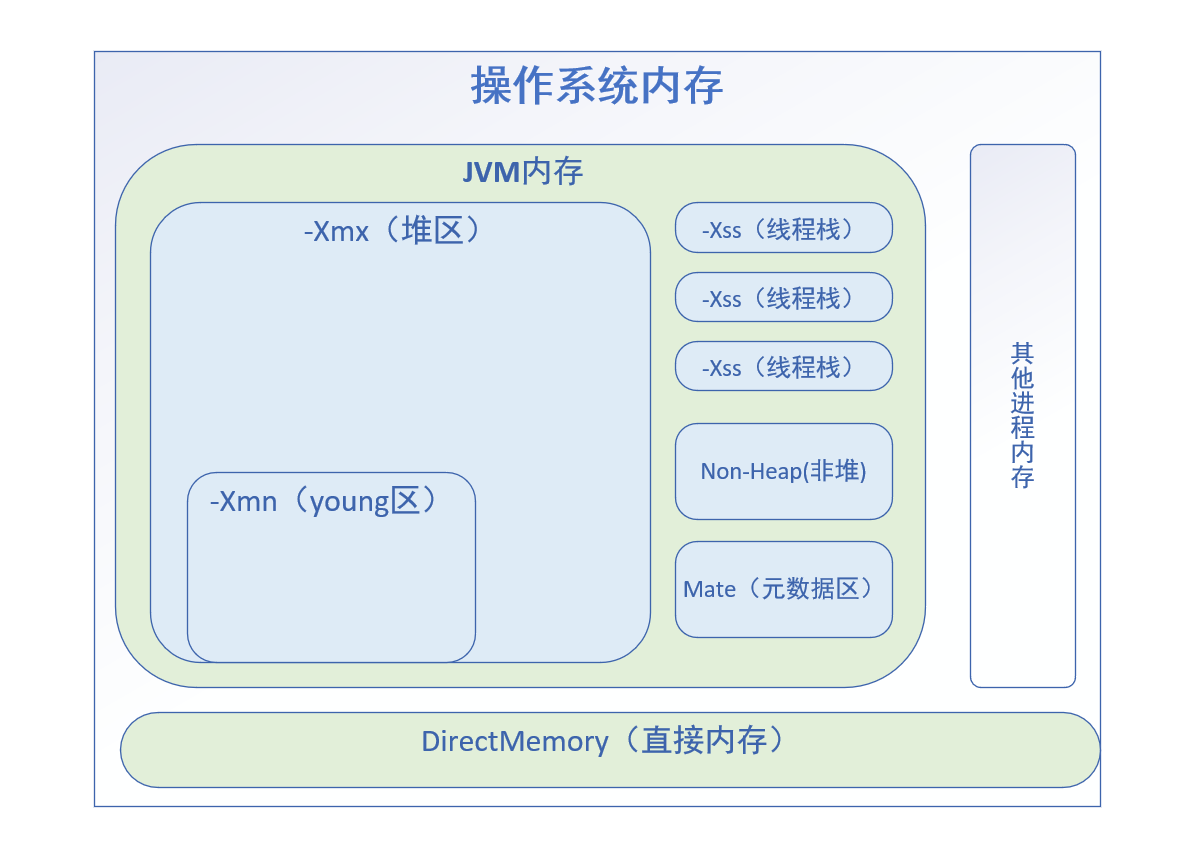 操作系统内存
JVM内存
-Xmx（堆区）
-Xss（线程栈）
-Xss（线程栈）
-Xss（线程栈）
Non-Heap(非堆)
Mate（元数据区）
-Xmn（young区）
其他进程内存
DirectMemory（直接内存）